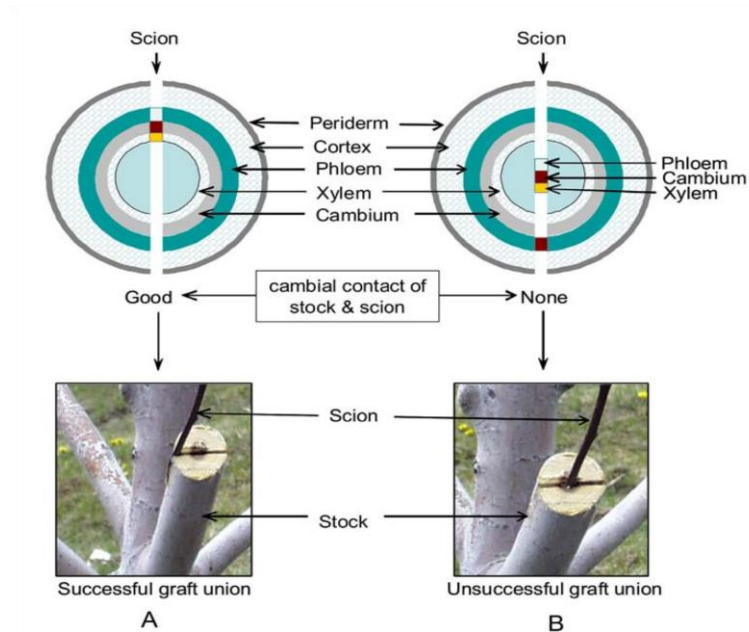 Scion
Scion
Periderm
Cortex
Phloem
Xylem
Cambium
Phloem
Cambium
Xylem
Good
cambial contact of
stock & scion
None
Scion
Stock
Successful graft union
Unsuccessful graft union
A
B